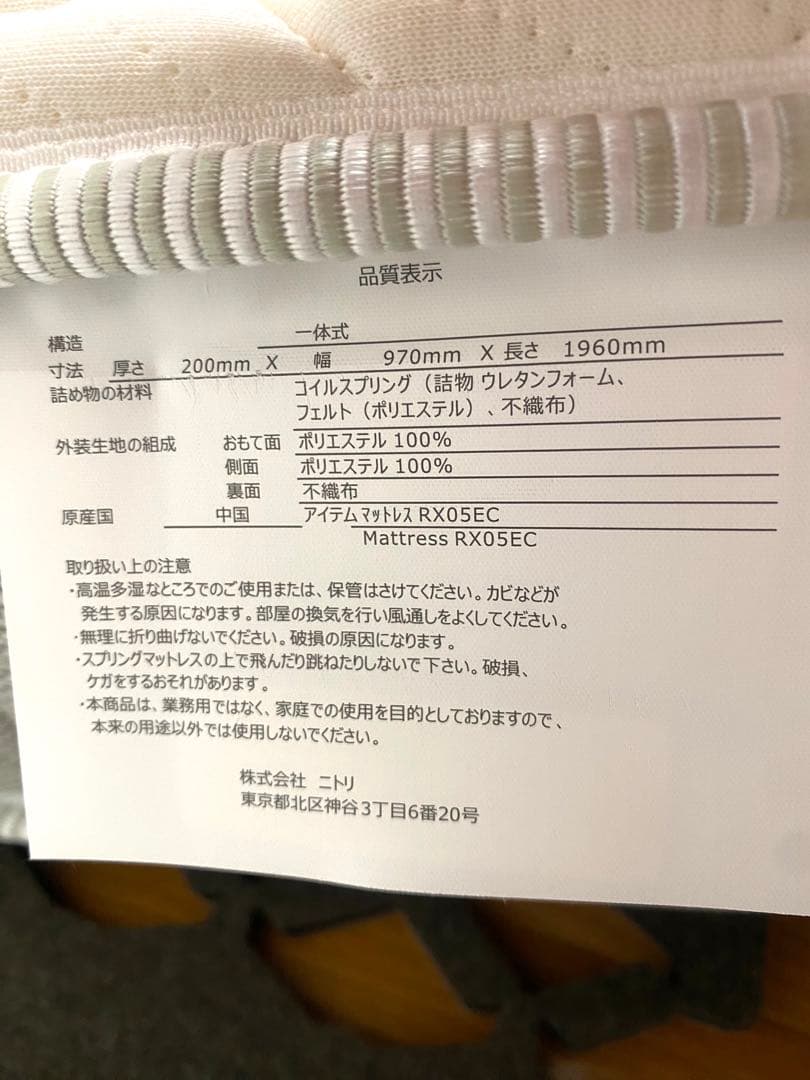 品質表示
構造 一体式
寸法 厚さ 200mm X 幅 970mm X 長さ 1960mm
詰め物の材料 コイルスプリング（詰物 ウレタンフォーム、
フェルト（ポリエステル）、不織布）
外装生地の組成 おもて面 ポリエステル 100%
側面 ポリエステル 100%
裏面 不織布
原産国 中国 アイテム マットレス RX05EC
Mattress RX05EC
取り扱い上の注意
・高温多湿なところでのご使用または、保管はさけてください。カビなどが
発生する原因になります。部屋の換気を行い風通しをよくしてください。
・無理に折り曲げないでください。破損の原因になります。
・スプリングマットレスの上で飛んだり跳ねたりしないで下さい。破損、
ケガをするおそれがあります。
・本商品は、業務用ではなく、家庭での使用を目的としておりますので、
本来の用途以外では使用しないでください。
株式会社 ニトリ
東京都北区神谷3丁目6番20号